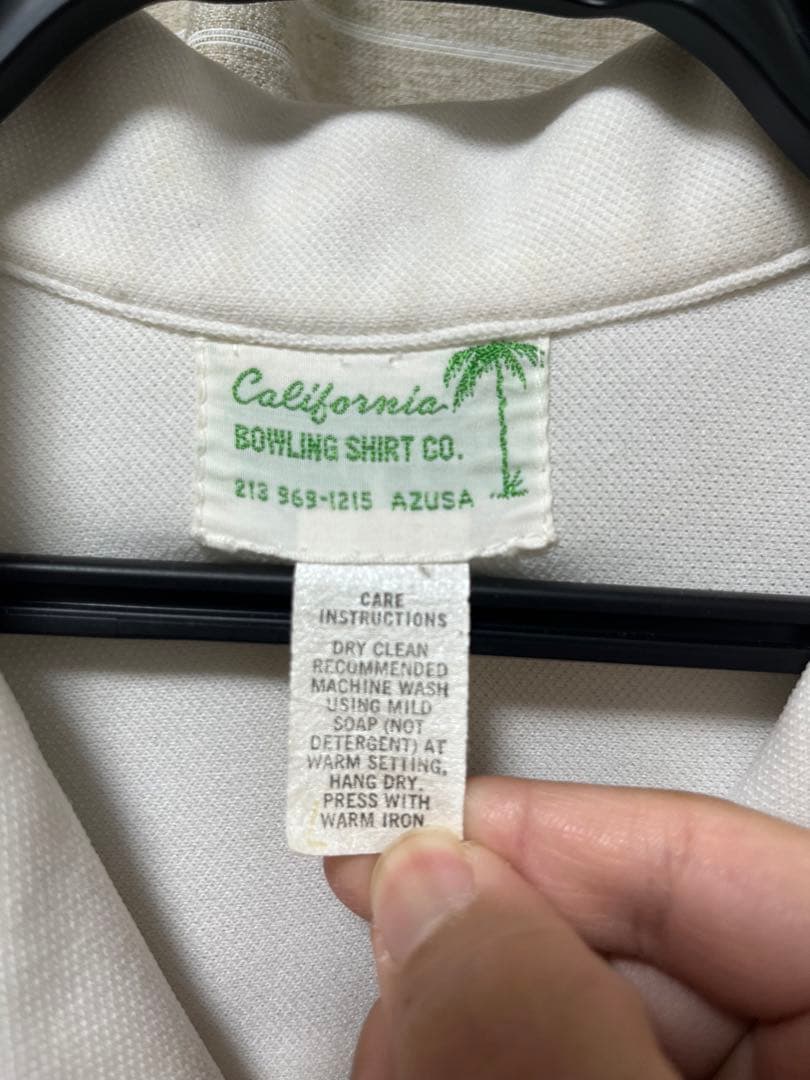 California
BOWLING SHIRT CO.
213 969-1215 AZUSA
CARE
INSTRUCTIONS
DRY CLEAN
RECOMMENDED
MACHINE WASH
USING MILD
SOAP (NOT
DETERGENT) AT
WARM SETTING,
HANG DRY.
PRESS WITH
WARM IRON
L